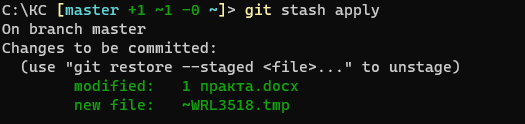 C:\KC [master +1 ~1 -0 ~]> git stash apply
On branch master
Changes to be committed:
  (use "git restore --staged <file>..." to unstage)
        modified:   1 практа.docx
        new file:   ~WRL3518.tmp